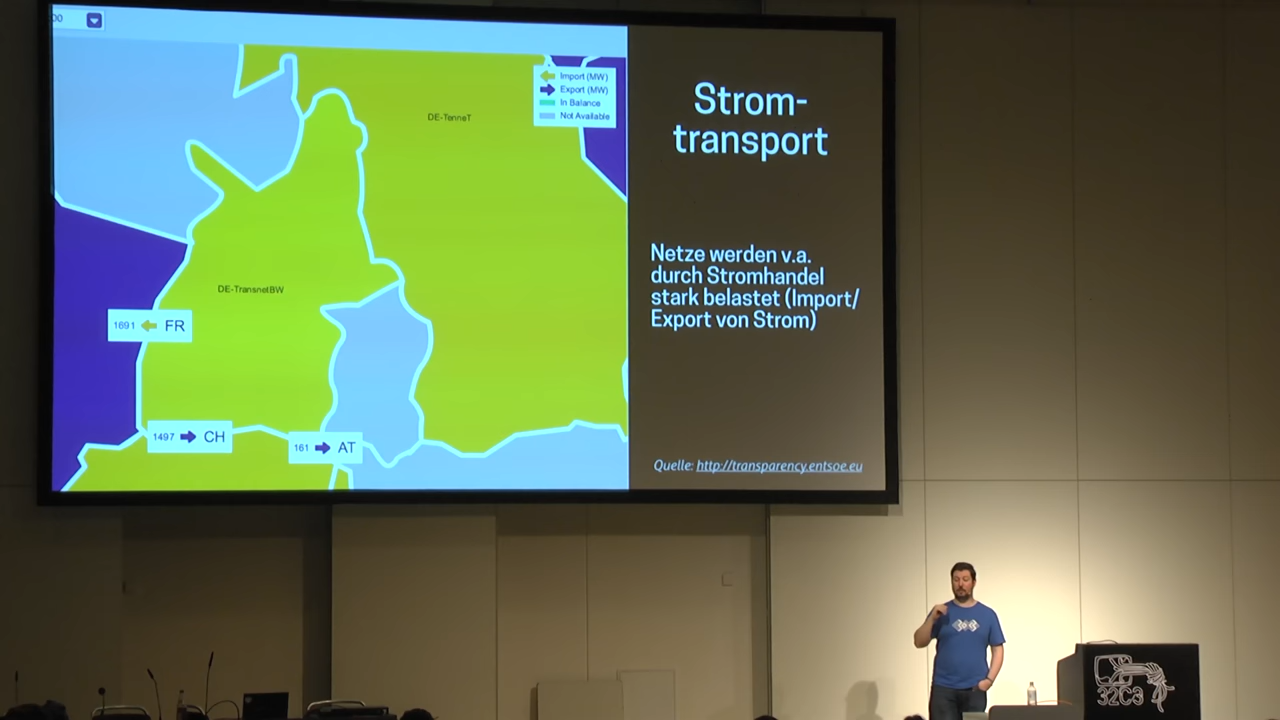 Import (MW)
Export (MW)
In Balance
Not Available
DE-TenneT
DE-TransnetBW
1691 FR
1497 CH
161 AT
Strom-
transport
Netze werden v.a.
durch Stromhandel
stark belastet (Import/
Export von Strom)
Quelle: http://transparency.entsoe.eu
32C3